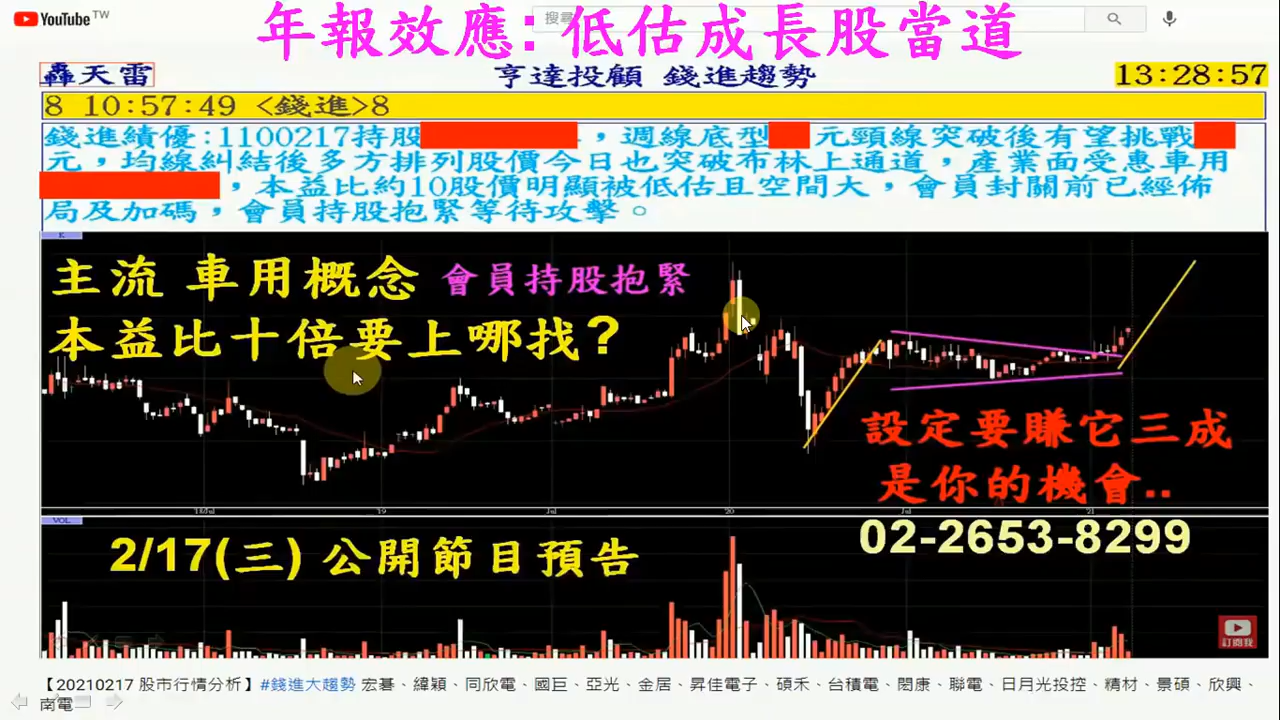 YouTube TW
搜尋
年報效應:低估成長股當道
轟天雷
亨達投顧 錢進趨勢
13:28:57
8 10:57:49 <錢進>8
錢進績優:1100217持股 ,週線底型 元頸線突破後有望挑戰
元,均線糾結後多方排列股價今日也突破布林上通道,產業面受惠車用
,本益比約10股價明顯被低估且空間大,會員封關前已經佈
局及加碼,會員持股抱緊等待攻擊。
K
主流 車用概念 會員持股抱緊
本益比十倍要上哪找?
設定要賺它三成
是你的機會..
19
Jul
20
Jul
21
VOL
02-2653-8299
2/17(三) 公開節目預告
訂閱我
【20210217 股市行情分析】#錢進大趨勢 宏碁、緯穎、同欣電、國巨、亞光、金居、昇佳電子、碩禾、台積電、閎康、聯電、日月光投控、精材、景碩、欣興、
南電